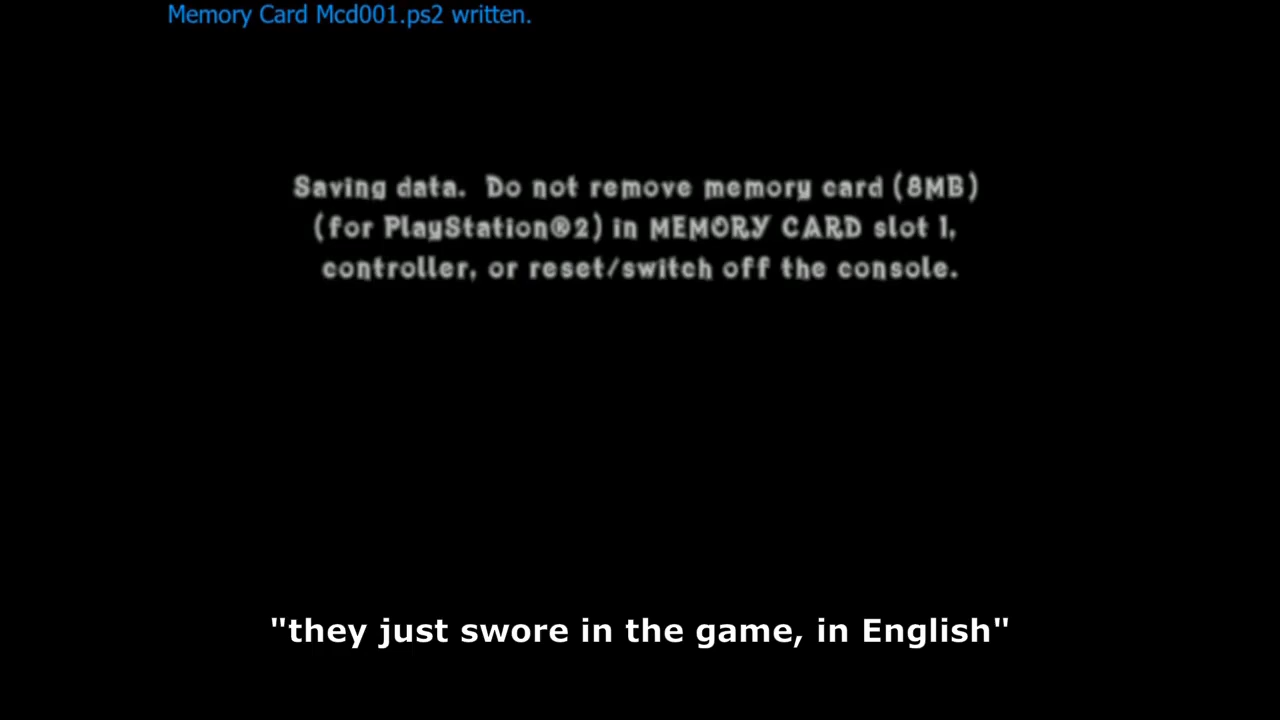 Memory Card Mcd001.ps2 written.
Saving data. Do not remove memory card (8MB)
(for PlayStation®2) in MEMORY CARD slot 1,
controller, or reset/switch off the console.
"they just swore in the game, in English"